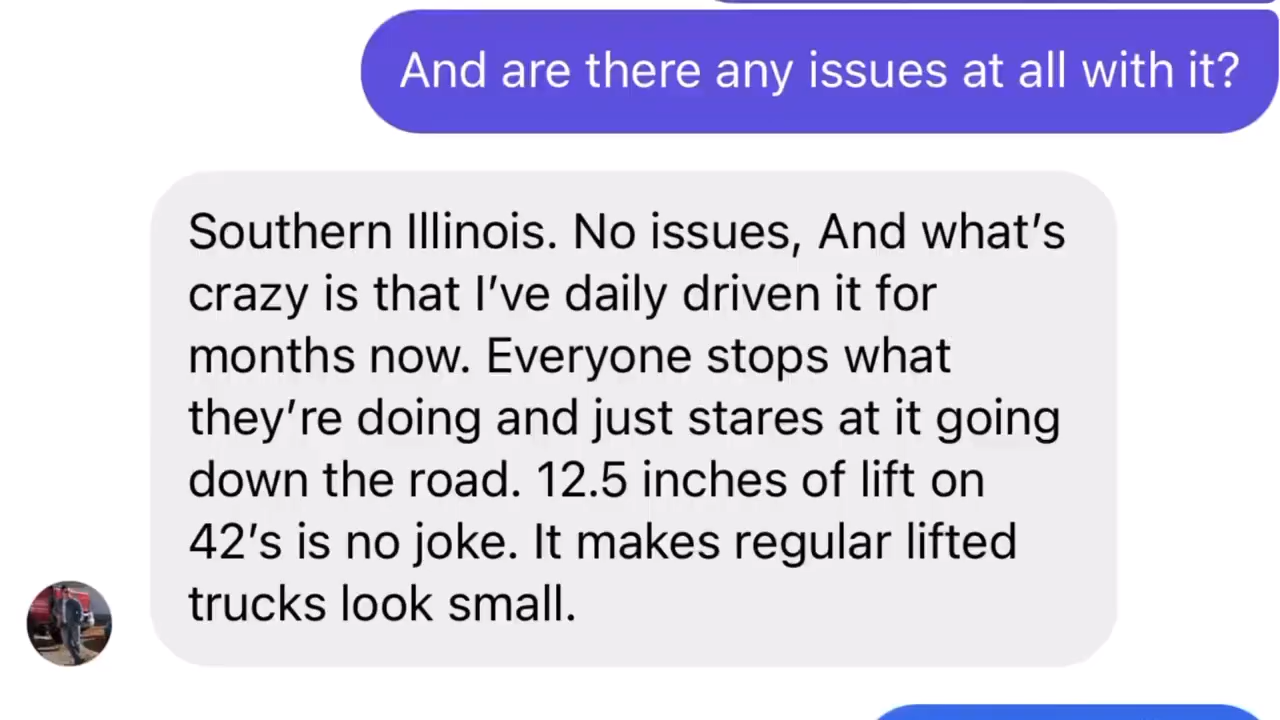 And are there any issues at all with it?
Southern Illinois. No issues, And what’s
crazy is that I’ve daily driven it for
months now. Everyone stops what
they’re doing and just stares at it going
down the road. 12.5 inches of lift on
42’s is no joke. It makes regular lifted
trucks look small.